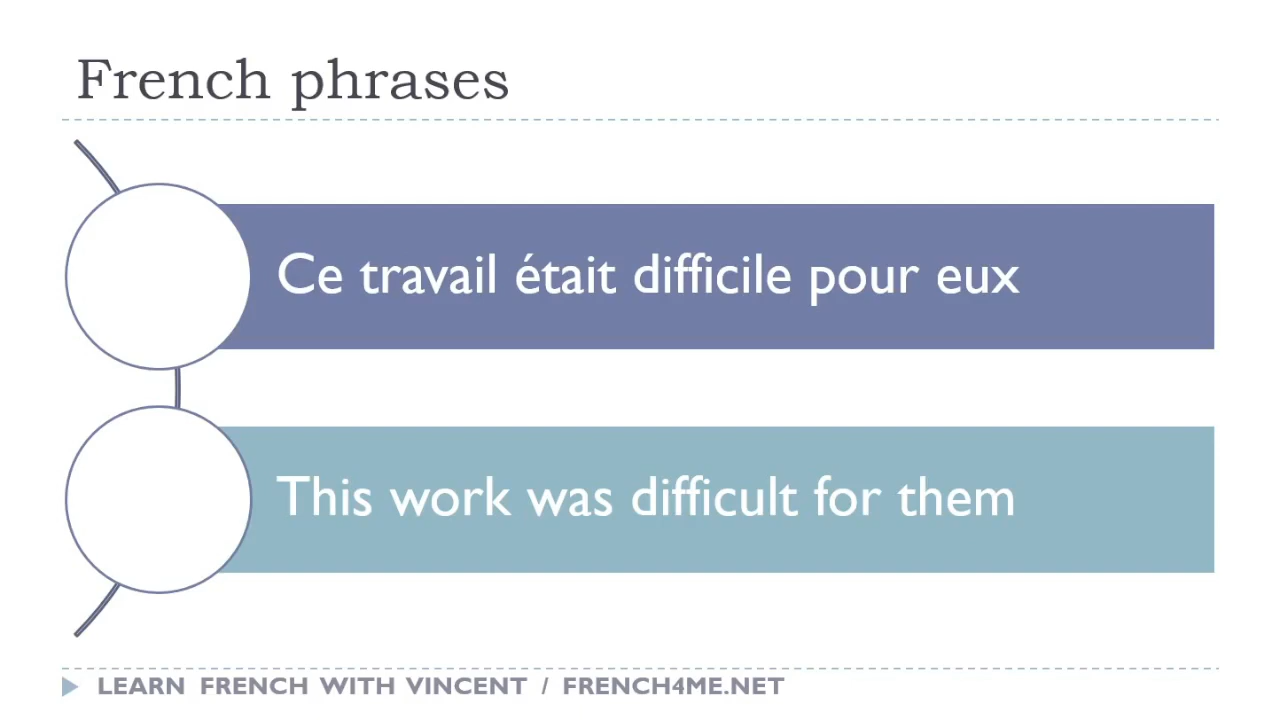 French phrases
Ce travail était difficile pour eux
This work was difficult for them
LEARN FRENCH WITH VINCENT / FRENCH4ME.NET